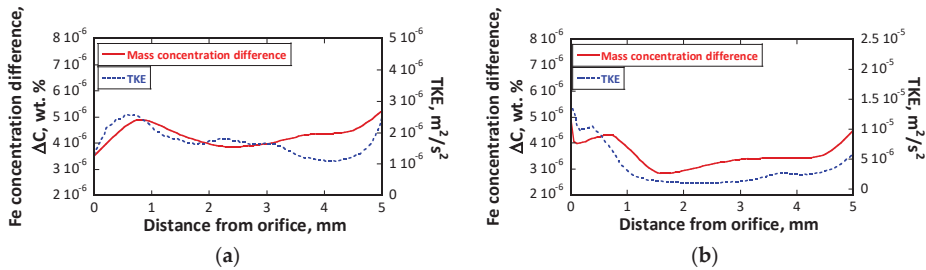 Fe concentration difference,
ΔC, wt. %
8 10⁻⁶
7 10⁻⁶
6 10⁻⁶
5 10⁻⁶
4 10⁻⁶
3 10⁻⁶
2 10⁻⁶
Mass concentration difference
TKE
5 10⁻⁶
4 10⁻⁶
3 10⁻⁶
2 10⁻⁶
1 10⁻⁶
0
TKE, m²/s²
0 1 2 3 4 5
Distance from orifice, mm
(a)
Fe concentration difference,
ΔC, wt. %
8 10⁻⁶
7 10⁻⁶
6 10⁻⁶
5 10⁻⁶
4 10⁻⁶
3 10⁻⁶
2 10⁻⁶
Mass concentration difference
TKE
2.5 10⁻⁵
2 10⁻⁵
1.5 10⁻⁵
1 10⁻⁵
5 10⁻⁶
0
TKE, m²/s²
0 1 2 3 4 5
Distance from orifice, mm
(b)